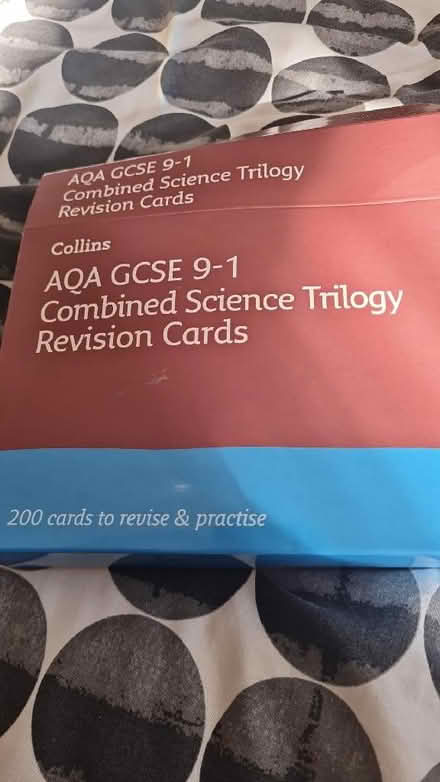 AQA GCSE 9-1
Combined Science Trilogy
Revision Cards
Collins
AQA GCSE 9-1
Combined Science Trilogy
Revision Cards
200 cards to revise & practise